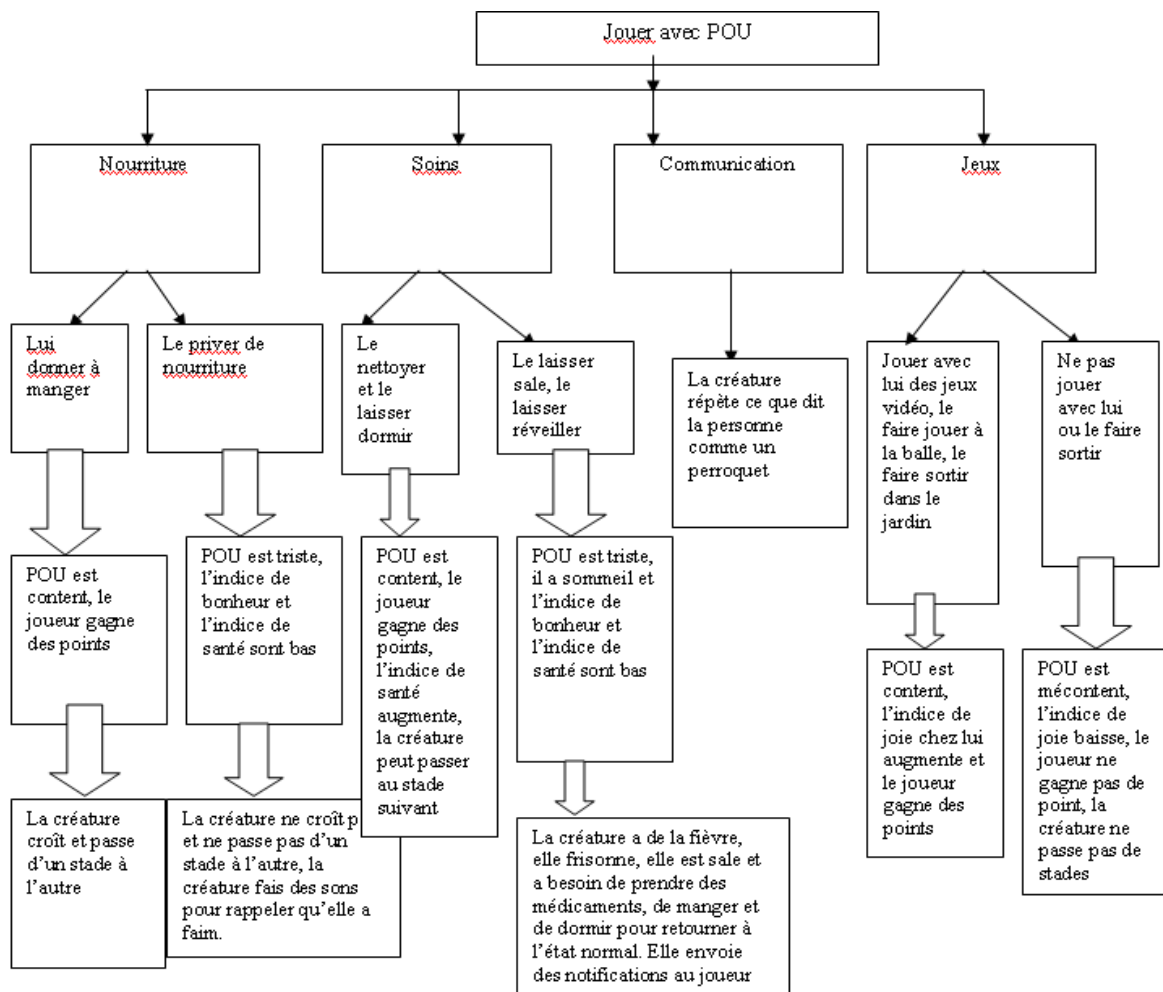 Jouer avec POU
Nourriture
Soins
Communication
Jeux
Lui
donner à
manger
Le priver de
nourriture
Le
nettoyer
et le
laisser
dormir
Le laisser
sale, le
laisser
réveiller
La créature
répète ce que dit
la personne
comme un
perroquet
Jouer avec
lui des jeux
vidéo, le
faire jouer à
la balle, le
faire sortir
dans le
jardin
Ne pas
jouer
avec lui
ou le faire
sortir
POU est
content, le
joueur gagne
des points
POU est triste,
l’indice de
bonheur et
l’indice de
santé sont bas
POU est
content, le
joueur
gagne des
points,
l’indice de
santé
augmente,
la créature
peut passer
au stade
suivant
POU est triste,
il a sommeil et
l’indice de
bonheur et
l’indice de
santé sont bas
POU est
content,
l’indice de
joie chez lui
augmente et
le joueur
gagne des
points
POU est
mécontent,
l’indice de
joie baisse, le
joueur ne
gagne pas de
point, la
créature ne
passe pas de
stades
La créature
croît et passe
d’un stade à
l’autre
La créature ne croît p
et ne passe pas d’un
stade à l’autre, la
créature fais des sons
pour rappeler qu’elle a
faim.
La créature a de la fièvre,
elle frisonne, elle est sale et
a besoin de prendre des
médicaments, de manger et
de dormir pour retourner à
l’état normal. Elle envoie
des notifications au joueur